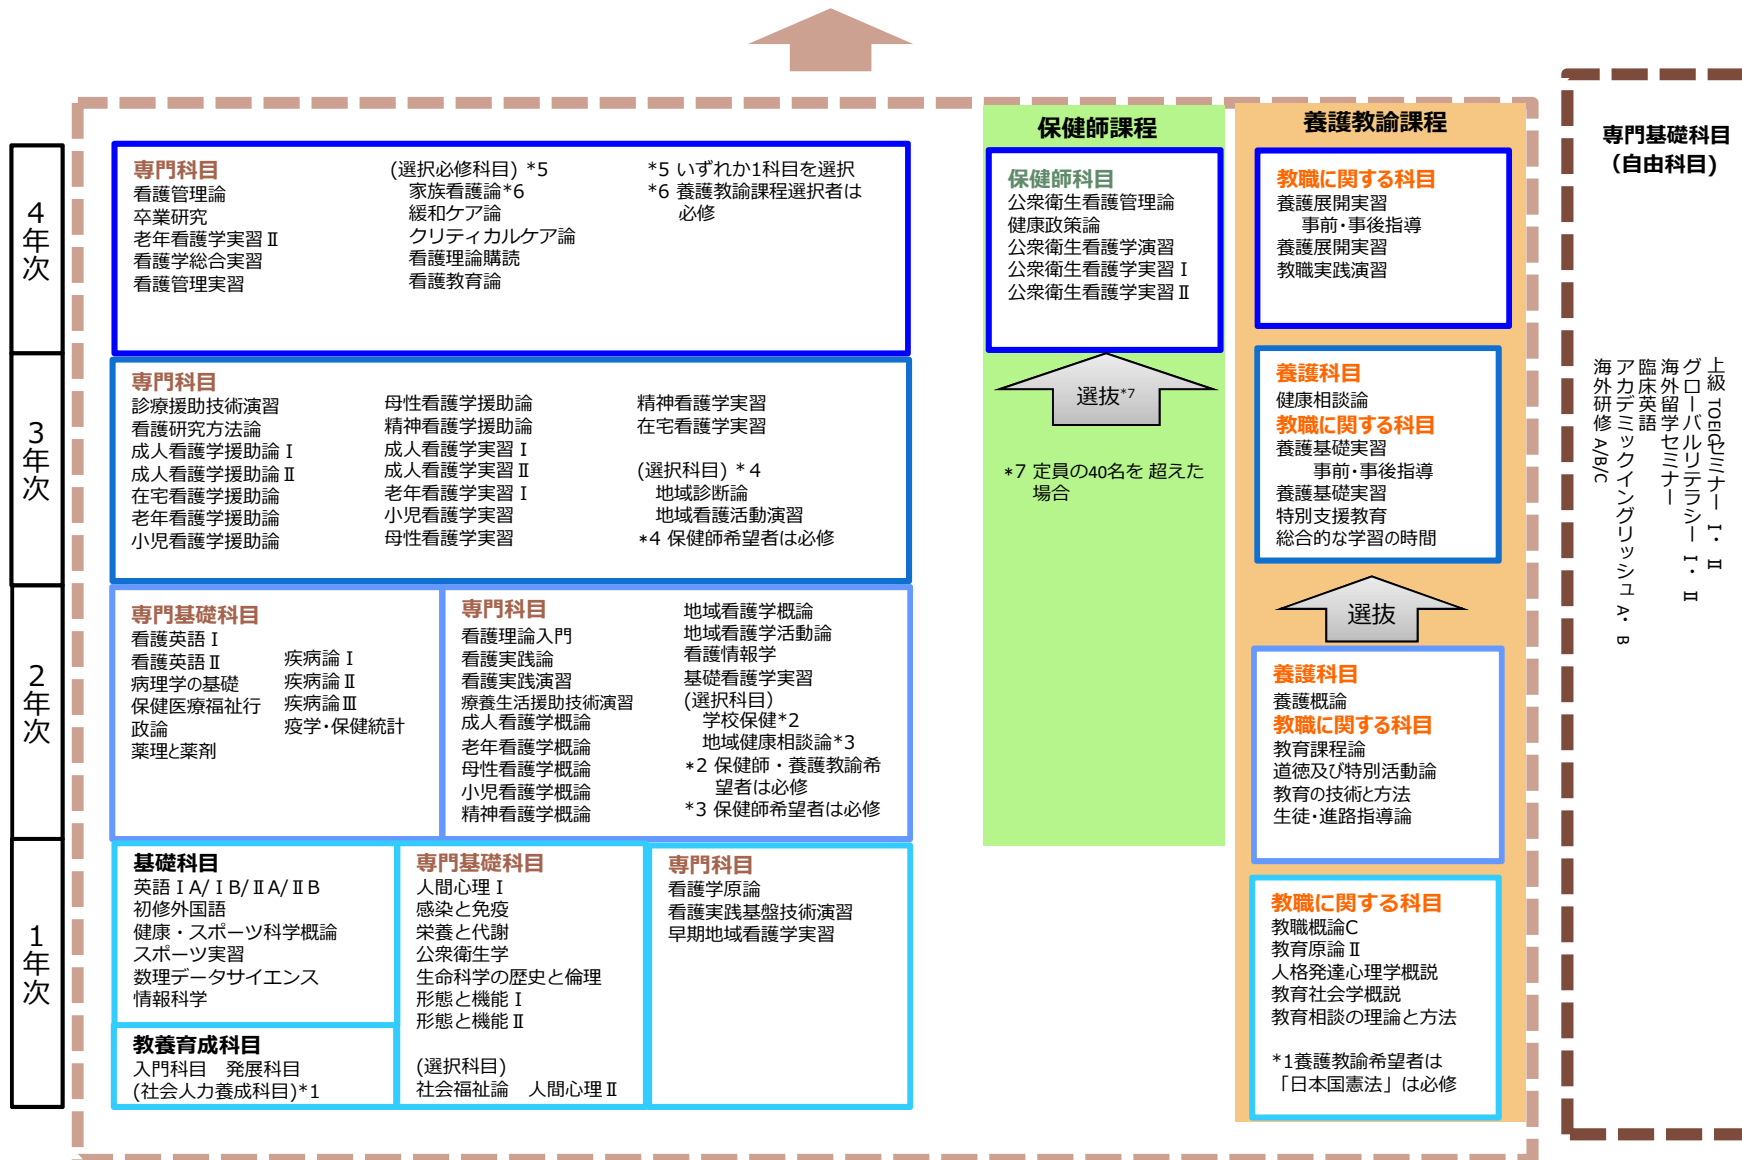 4年次
専門科目
看護管理論
卒業研究
老年看護学実習Ⅱ
看護学総合実習
看護管理実習
(選択必修科目) *5
家族看護論*6
緩和ケア論
クリティカルケア論
看護理論購読
看護教育論
*5 いずれか1科目を選択
*6 養護教諭課程選択者は
必修
3年次
専門科目
診療援助技術演習
看護研究方法論
成人看護学援助論Ⅰ
成人看護学援助論Ⅱ
在宅看護学援助論
老年看護学援助論
小児看護学援助論
母性看護学援助論
精神看護学援助論
成人看護学実習Ⅰ
成人看護学実習Ⅱ
老年看護学実習Ⅰ
小児看護学実習
母性看護学実習
精神看護学実習
在宅看護学実習
(選択科目) *4
地域診断論
地域看護活動演習
*4 保健師希望者は必修
2年次
専門基礎科目
看護英語Ⅰ
看護英語Ⅱ
病理学の基礎
保健医療福祉行
政論
薬理と薬剤
疾病論Ⅰ
疾病論Ⅱ
疾病論Ⅲ
疫学・保健統計
専門科目
看護理論入門
看護実践論
看護実践演習
療養生活援助技術演習
成人看護学概論
老年看護学概論
母性看護学概論
小児看護学概論
精神看護学概論
地域看護学概論
地域看護学活動論
看護情報学
基礎看護学実習
(選択科目)
学校保健*2
地域健康相談論*3
*2 保健師・養護教諭希
望者は必修
*3 保健師希望者は必修
1年次
基礎科目
英語ⅠA/ⅠB/ⅡA/ⅡB
初修外国語
健康・スポーツ科学概論
スポーツ実習
数理データサイエンス
情報科学
教養育成科目
入門科目　発展科目
(社会人力養成科目)*1
専門基礎科目
人間心理Ⅰ
感染と免疫
栄養と代謝
公衆衛生学
生命科学の歴史と倫理
形態と機能Ⅰ
形態と機能Ⅱ
(選択科目)
社会福祉論　人間心理Ⅱ
専門科目
看護学原論
看護実践基盤技術演習
早期地域看護学実習
保健師課程
保健師科目
公衆衛生看護管理論
健康政策論
公衆衛生看護学演習
公衆衛生看護学実習Ⅰ
公衆衛生看護学実習Ⅱ
選抜*7
*7 定員の40名を 超えた
場合
養護教諭課程
教職に関する科目
養護展開実習
事前・事後指導
養護展開実習
教職実践演習
養護科目
健康相談論
教職に関する科目
養護基礎実習
事前・事後指導
養護基礎実習
特別支援教育
総合的な学習の時間
選抜
養護科目
養護概論
教職に関する科目
教育課程論
道徳及び特別活動論
教育の技術と方法
生徒・進路指導論
教職に関する科目
教職概論C
教育原論Ⅱ
人格発達心理学概説
教育社会学概説
教育相談の理論と方法
*1養護教諭希望者は
「日本国憲法」は必修
専門基礎科目
（自由科目)
上級 TOEICセミナー Ⅰ・Ⅱ
グローバルリテラシー Ⅰ・Ⅱ
海外留学セミナー
臨床英語
アカデミックイングリッシュ A・B
海外研修 A/B/C